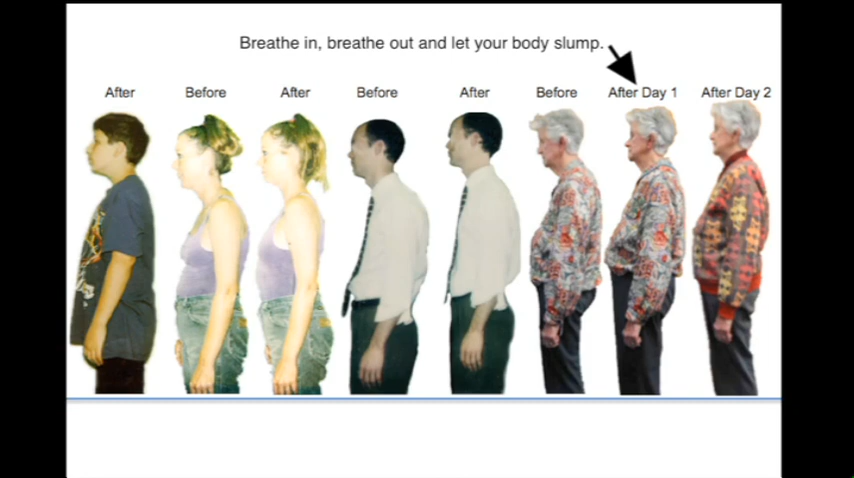 Breathe in, breathe out and let your body slump.
After Before After Before After Before After Day 1 After Day 2